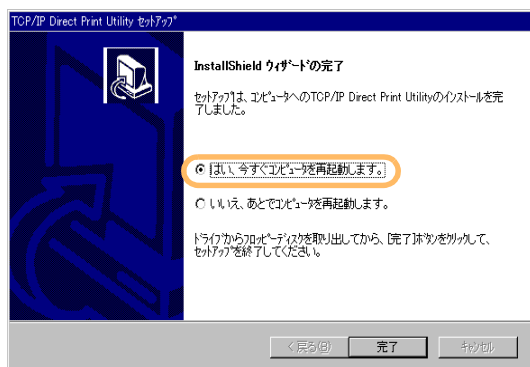 TCP/IP Direct Print Utility ｾｯﾄｱｯﾌﾟ
InstallShield ｳｨｻﾞｰﾄﾞの完了
ｾｯﾄｱｯﾌﾟは、ｺﾝﾋﾟｭｰﾀへのTCP/IP Direct Print Utilityのｲﾝｽﾄｰﾙを完
了しました。
はい、今すぐｺﾝﾋﾟｭｰﾀを再起動します。
いいえ、あとでｺﾝﾋﾟｭｰﾀを再起動します。
ﾄﾞﾗｲﾌﾞからﾌﾛｯﾋﾟｰﾃﾞｨｽｸを取り出してから、[完了]ﾎﾞﾀﾝをｸﾘｯｸして、
ｾｯﾄｱｯﾌﾟを終了してください。
< 戻る(B) 完了 ｷｬﾝｾﾙ